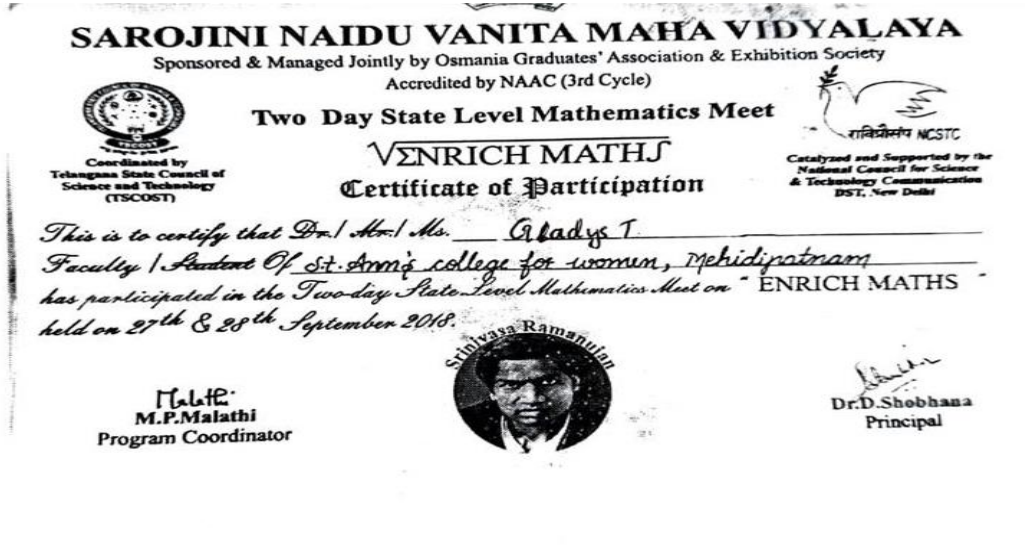 SAROJINI NAIDU VANITA MAHA VIDYALAYA
Sponsored & Managed Jointly by Osmania Graduates' Association & Exhibition Society
Accredited by NAAC (3rd Cycle)
Two Day State Level Mathematics Meet
TSCOST
Coordinated by
Telangana State Council of
Science and Technology
(TSCOST)
√ΣNRICH MATH∫
Certificate of Participation
राविप्रौसंप NCSTC
Catalyzed and Supported by the
National Council for Science
& Technology Communication
DST, New Delhi
This is to certify that Dr./ Mr./ Ms. Gladys T.
Faculty / Student Of St. Ann's college for women, Mehidipatnam
has participated in the Two-day State Level Mathematics Meet on " ENRICH MATHS "
held on 27th & 28th September 2018.
Srinivasa Ramanujan
Malathi
M.P.Malathi
Program Coordinator
Dr.D.Shobhana
Principal